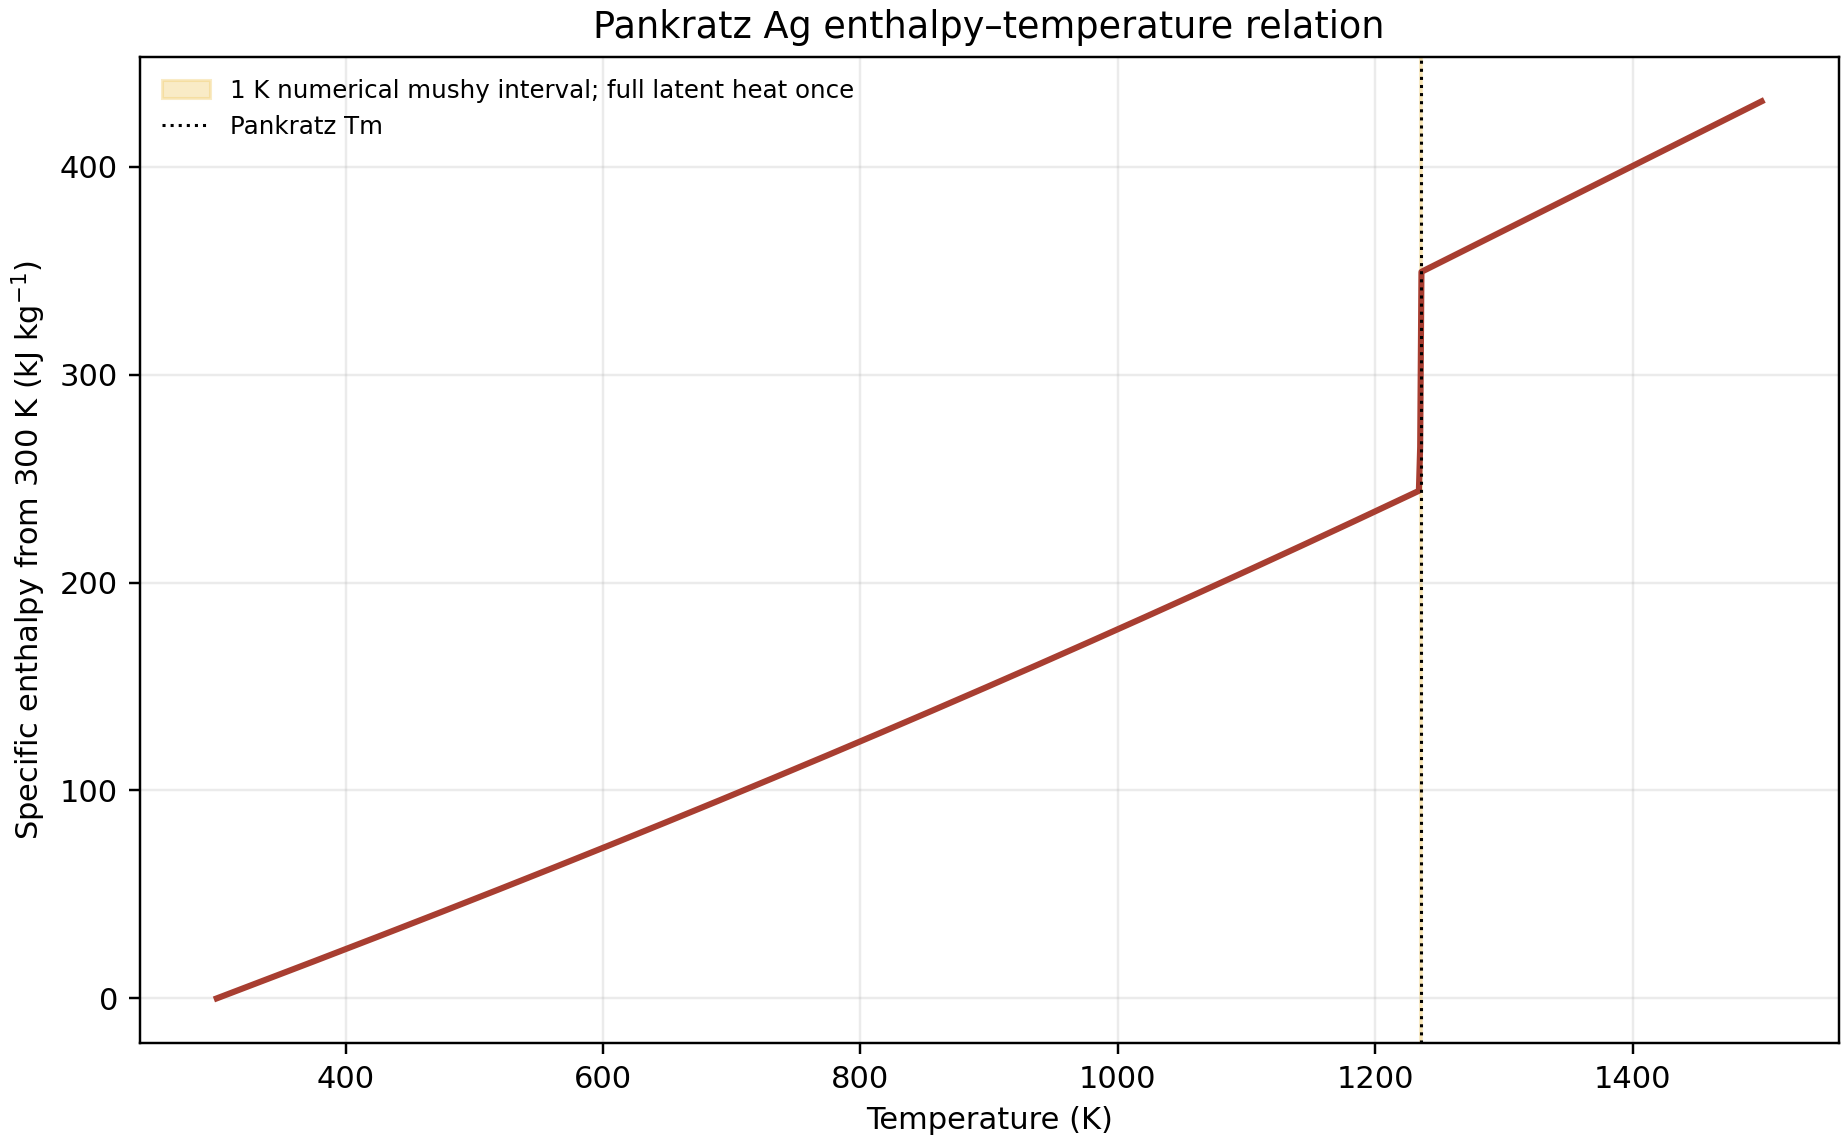 Pankratz Ag enthalpy–temperature relation
1 K numerical mushy interval; full latent heat once
Pankratz Tm
Specific enthalpy from 300 K (kJ kg⁻¹)
400
300
200
100
0
400 600 800 1000 1200 1400
Temperature (K)